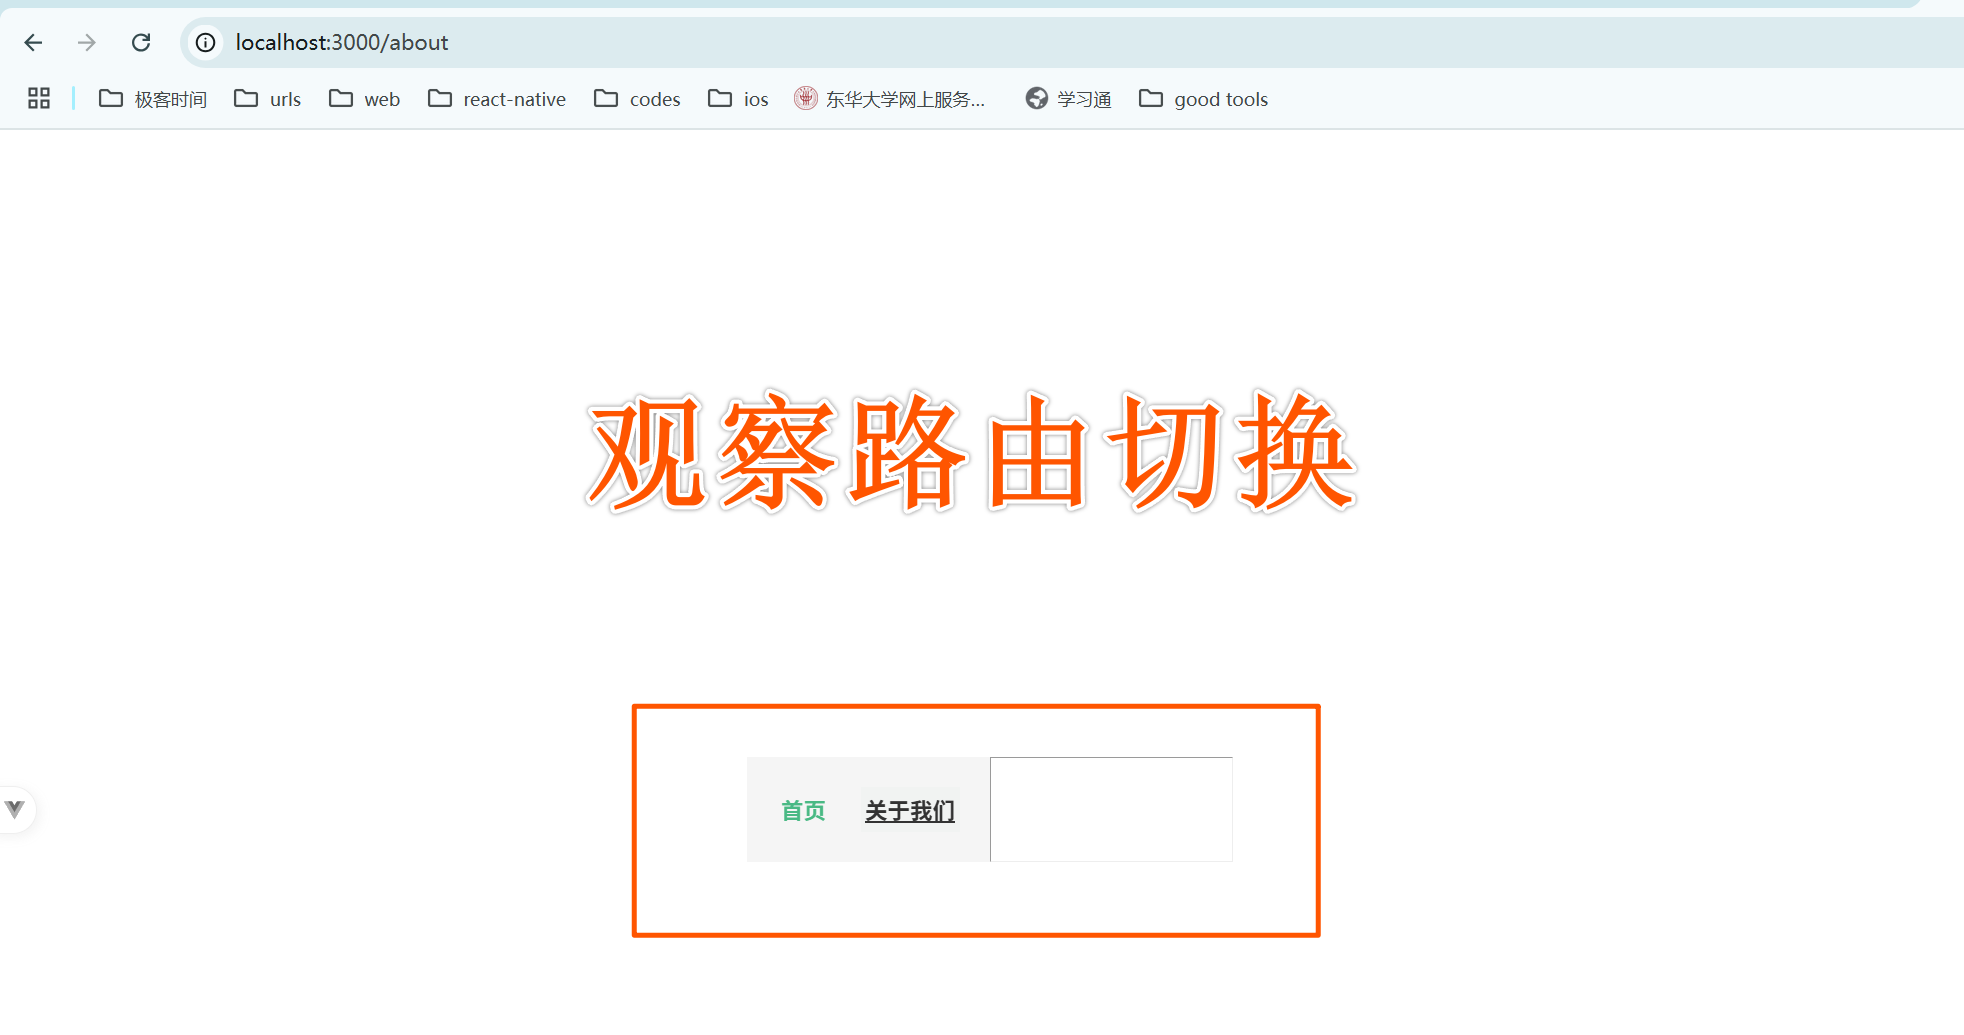 localhost:3000/about
极客时间 urls web react-native codes ios 东华大学网上服务... 学习通 good tools
观察路由切换
首页 关于我们